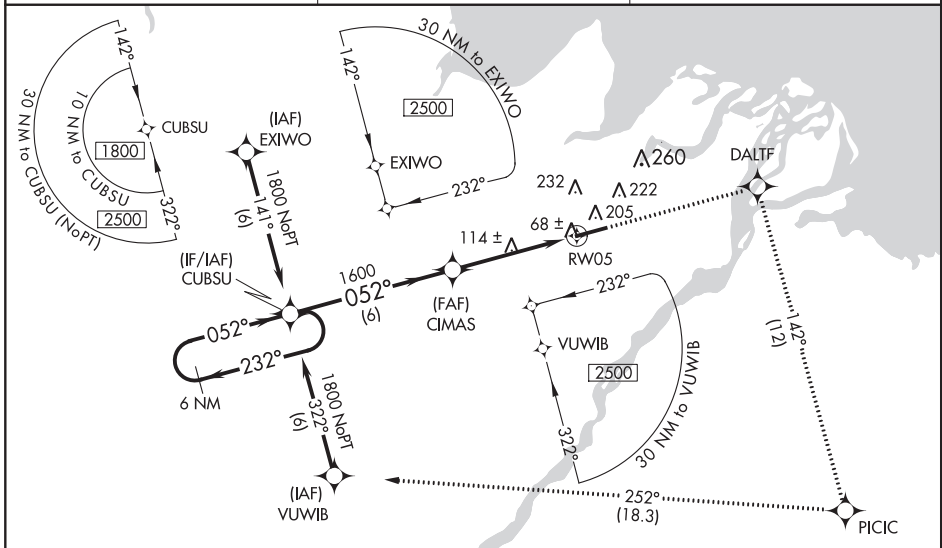 142°
30 NM to CUBSU (NoPT)
10 NM to CUBSU
1800
2500
CUBSU
322°
(IAF)
EXIWO
1800 NoPT
141°
(6)
30 NM to EXIWO
142°
2500
EXIWO
232°
260
232
222
205
DALTF
(IF/IAF)
CUBSU
114 ±
68 ±
RW05
1600
052°
(6)
(FAF)
CIMAS
052°
232°
6 NM
1800 NoPT
322°
(6)
(IAF)
VUWIB
232°
VUWIB
2500
322°
30 NM to VUWIB
142°
(12)
252°
(18.3)
PICIC